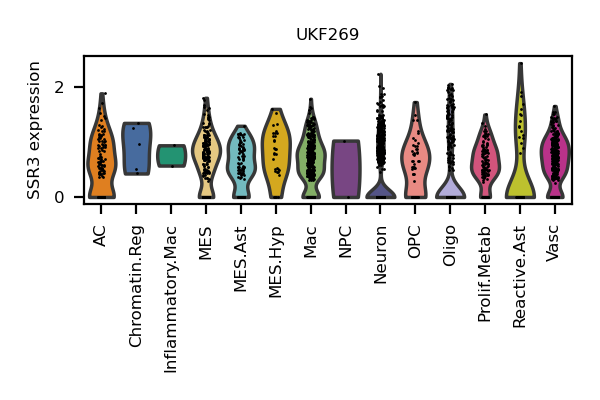 UKF269
SSR3 expression
2
0
AC
Chromatin.Reg
Inflammatory.Mac
MES
MES.Ast
MES.Hyp
Mac
NPC
Neuron
OPC
Oligo
Prolif.Metab
Reactive.Ast
Vasc